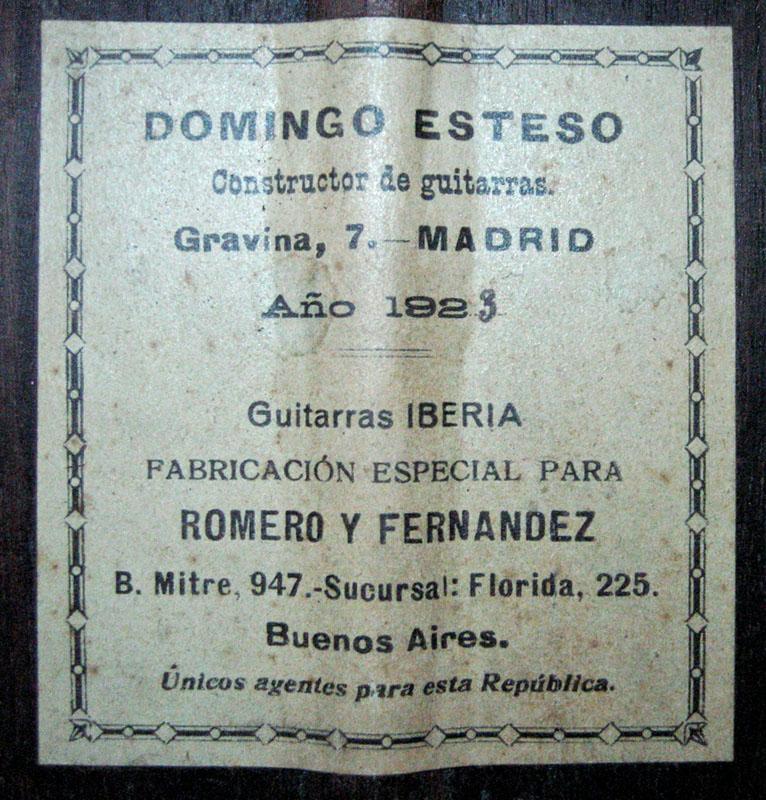 DOMINGO ESTESO
Constructor de guitarras.
Gravina, 7.—MADRID
Año 1923
Guitarras IBERIA
FABRICACIÓN ESPECIAL PARA
ROMERO Y FERNANDEZ
B. Mitre, 947.-Sucursal: Florida, 225.
Buenos Aires.
Únicos agentes para esta República.